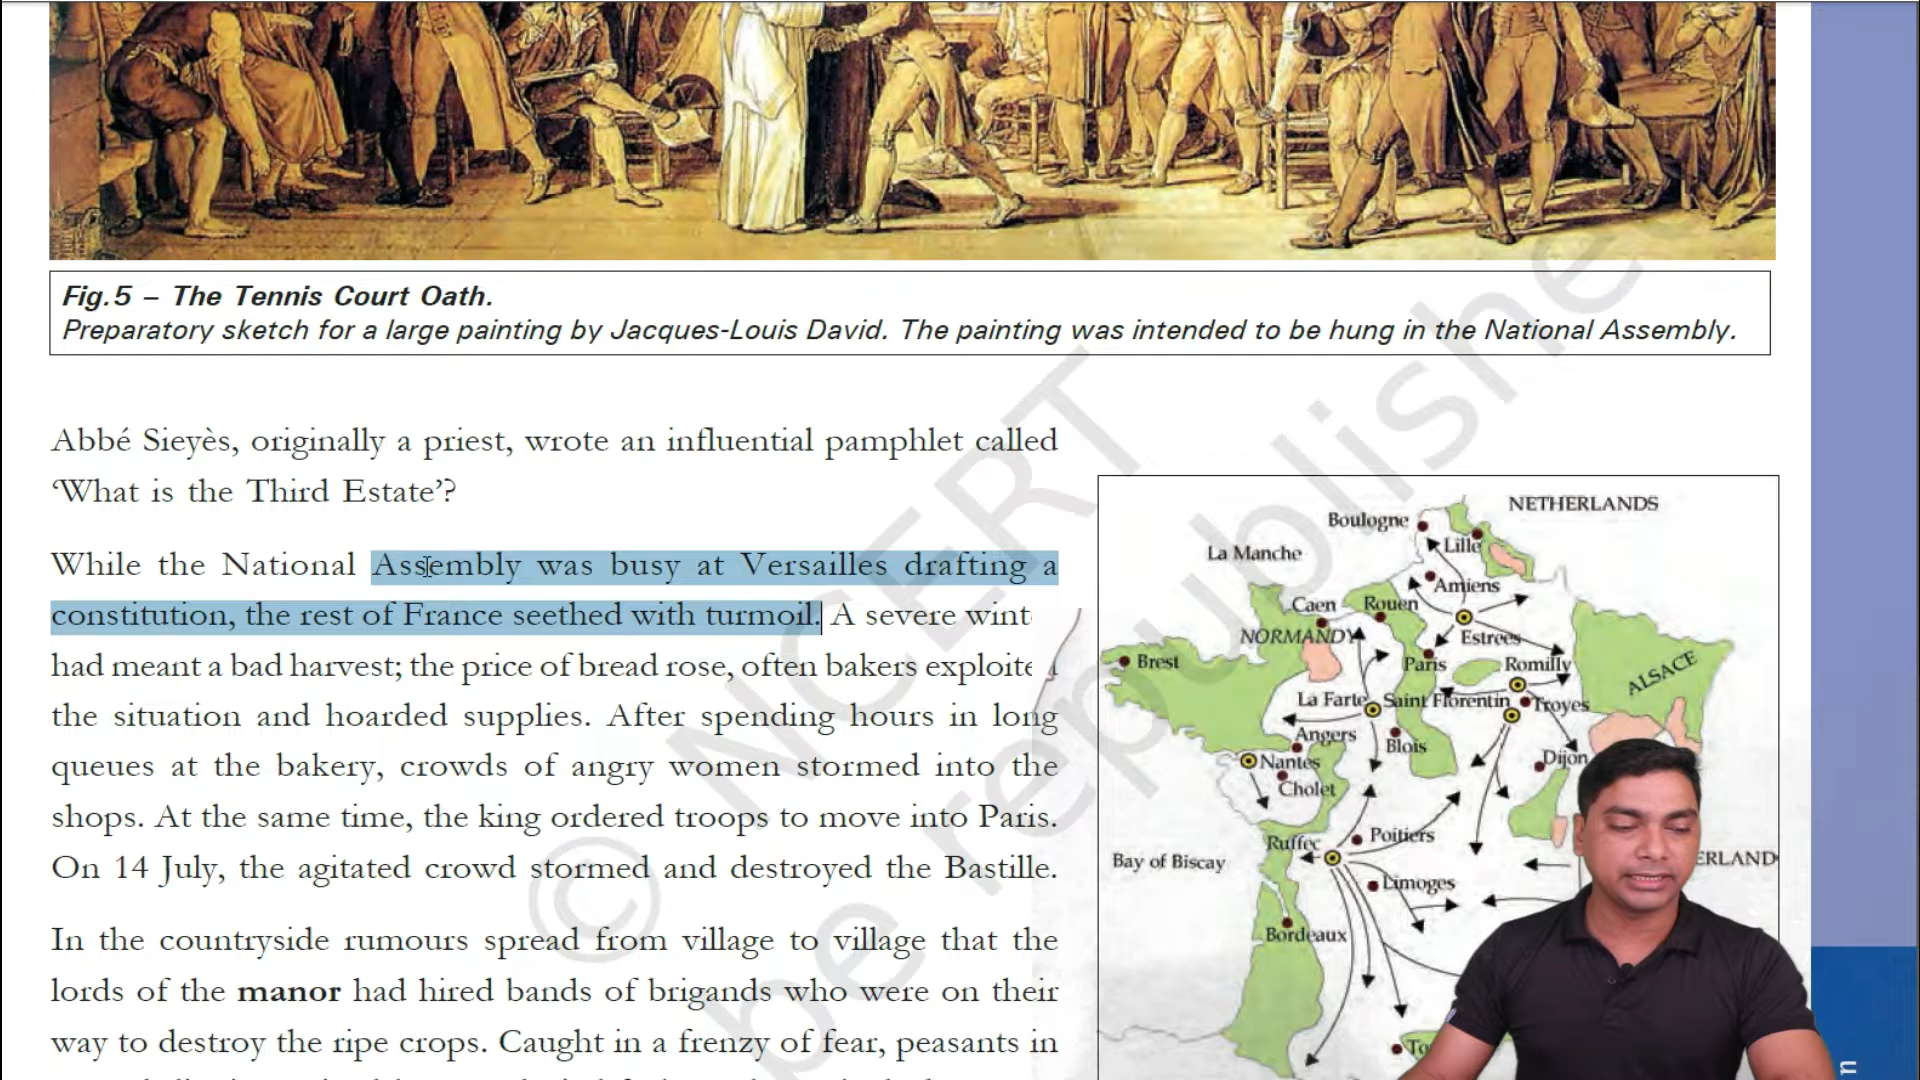 Fig.5 – The Tennis Court Oath.
Preparatory sketch for a large painting by Jacques-Louis David. The painting was intended to be hung in the National Assembly.
Abbé Sieyès, originally a priest, wrote an influential pamphlet called
‘What is the Third Estate’?
While the National Assembly was busy at Versailles drafting a
constitution, the rest of France seethed with turmoil. A severe
had meant a bad harvest; the price of bread rose, often bakers
the situation and hoarded supplies. After spending hours in long
queues at the bakery, crowds of angry women stormed into the
shops. At the same time, the king ordered troops to move into Paris.
On 14 July, the agitated crowd stormed and destroyed the Bastille.
In the countryside rumours spread from village to village that the
lords of the manor had hired bands of brigands who were on their
way to destroy the ripe crops. Caught in a frenzy of fear, peasants in
NETHERLANDS
Boulogne
Lille
La Manche
Amiens
Caen
Rouen
NORMANDY
Estrees
Brest
Paris
Romilly
ALSACE
La Farte
Saint Florentin
Troyes
Angers
Blois
Nantes
Dijon
Cholet
Poitiers
Ruffec
Bay of Biscay
Limoges
Bordeaux
© NCERT
be republished